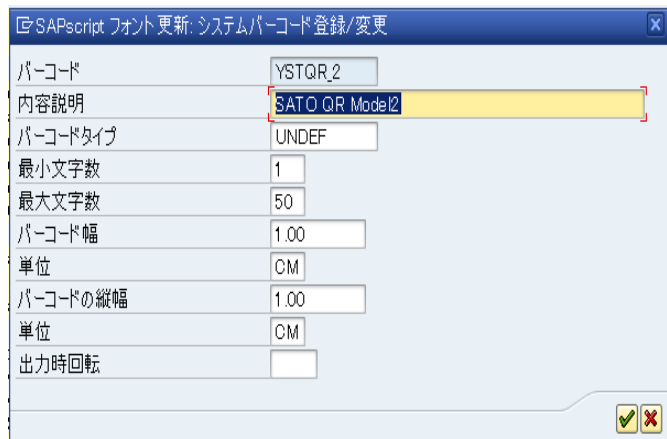 SAPscript フォント更新: システムバーコード登録/変更
バーコード YSTQR_2
内容説明 SATO QR Model2
バーコードタイプ UNDEF
最小文字数 1
最大文字数 50
バーコード幅 1.00
単位 CM
バーコードの縦幅 1.00
単位 CM
出力時回転